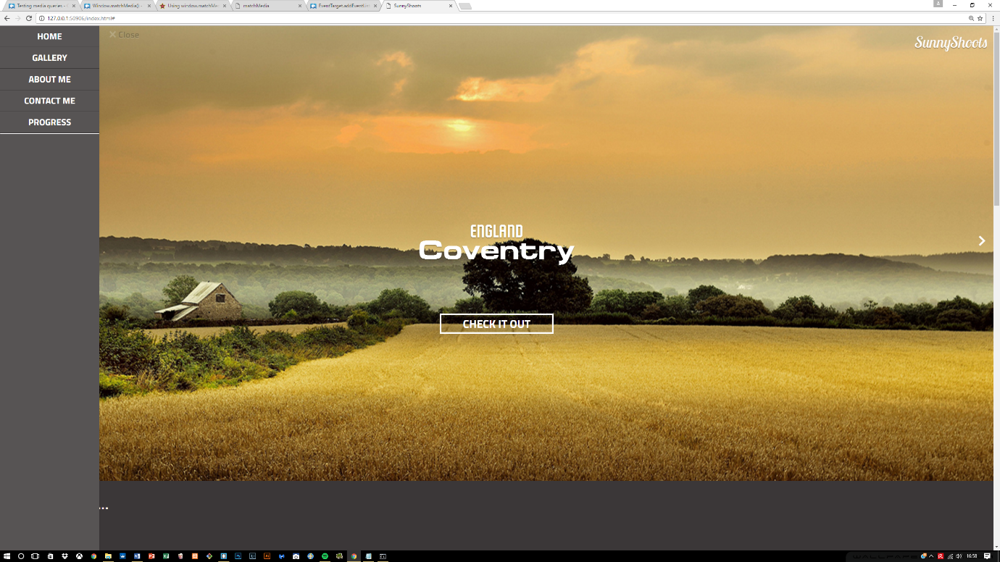 Testing media queries -
Window.matchMedia() -
Using window.matchMe
matchMedia
EventTarget.addEventLis
SunnyShoots
127.0.0.1:50906/index.html#
HOME
GALLERY
ABOUT ME
CONTACT ME
PROGRESS
× Close
SunnyShoots
ENGLAND
Coventry
CHECK IT OUT
...
16:58